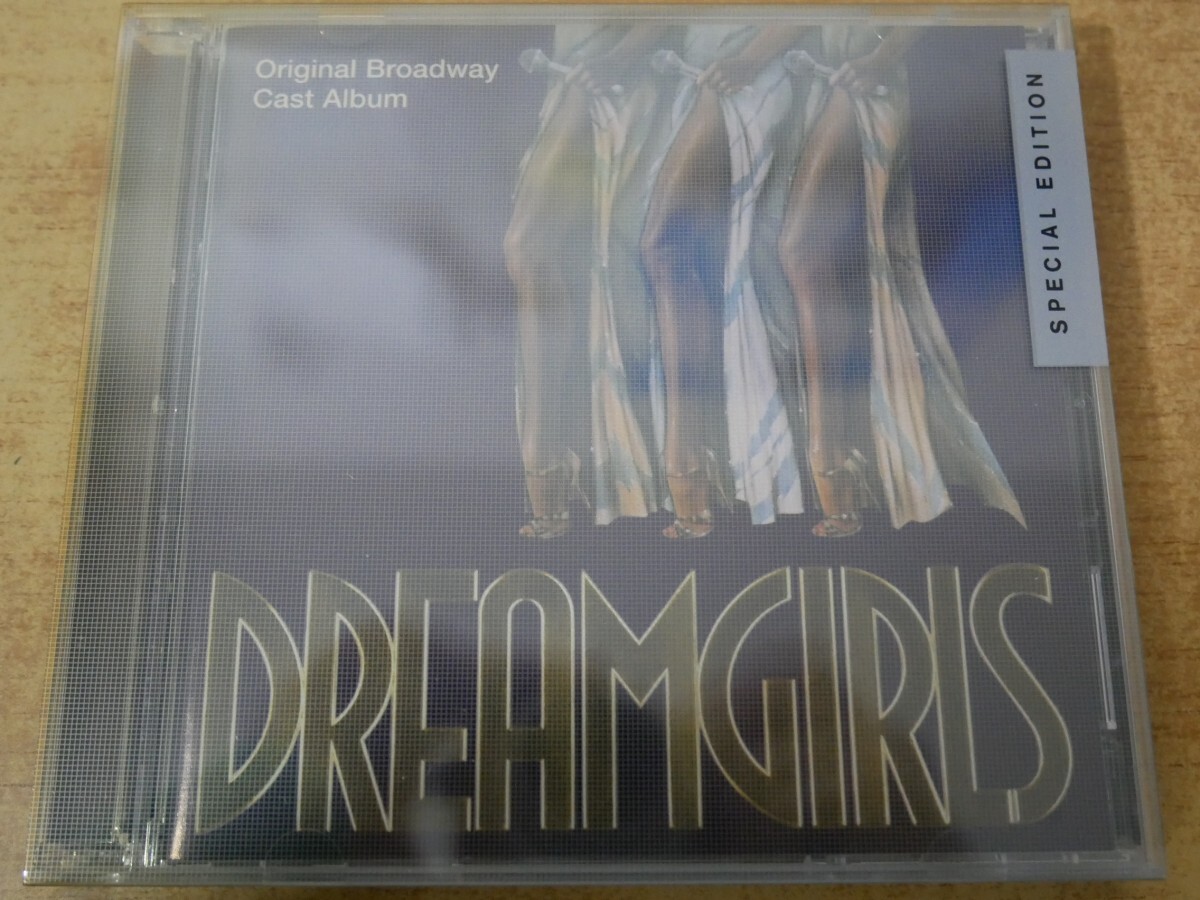 Original Broadway
Cast Album
SPECIAL EDITION
DREAMGIRLS